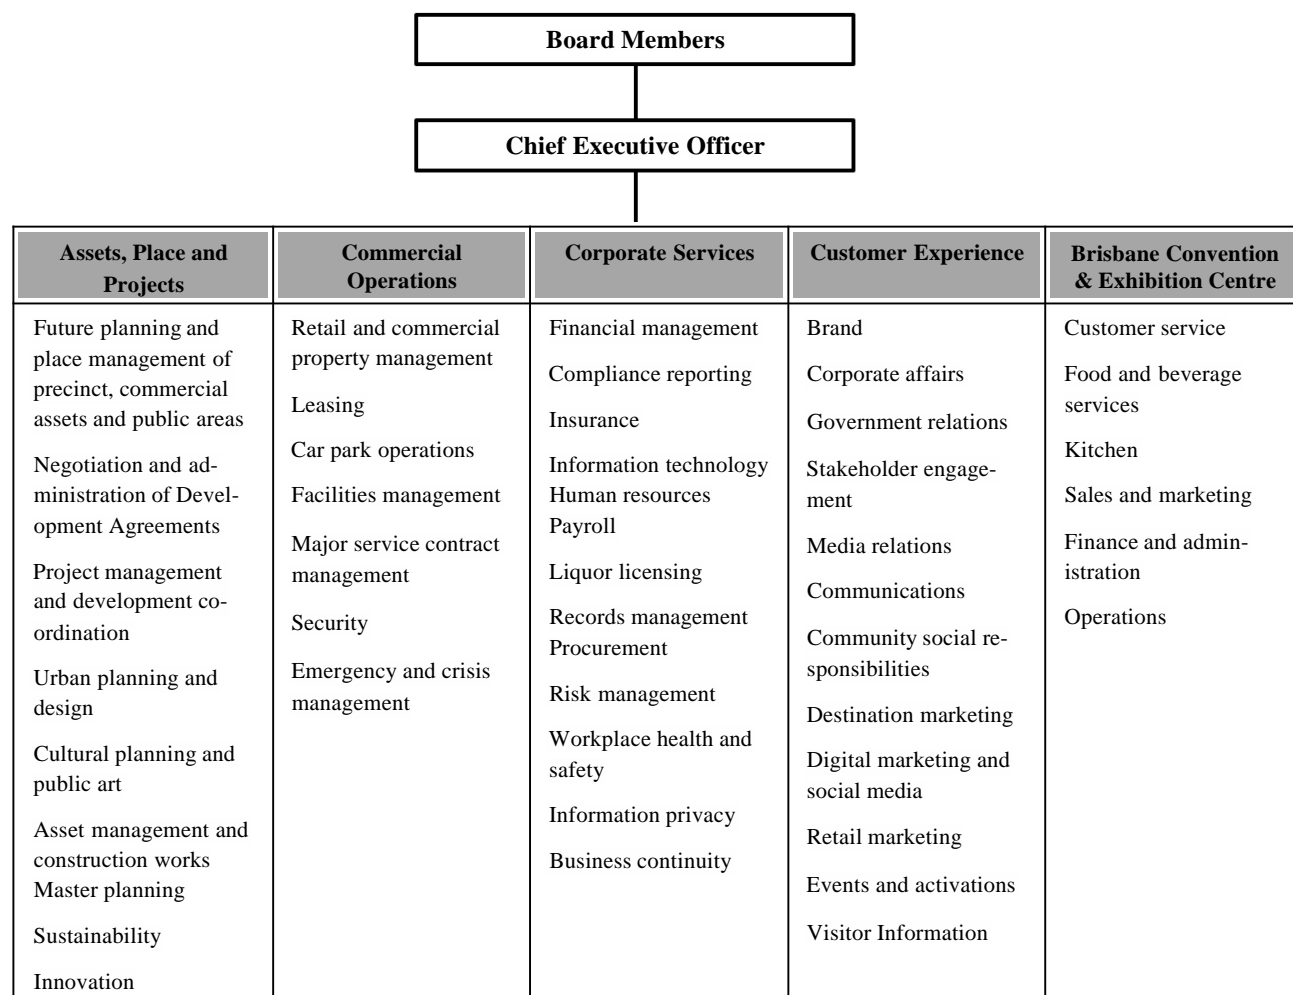 Board Members
Chief Executive Officer
Assets, Place and
Projects
Future planning and
place management of
precinct, commercial
assets and public areas
Negotiation and ad-
ministration of Devel-
opment Agreements
Project management
and development co-
ordination
Urban planning and
design
Cultural planning and
public art
Asset management and
construction works
Master planning
Sustainability
Innovation
Commercial
Operations
Retail and commercial
property management
Leasing
Car park operations
Facilities management
Major service contract
management
Security
Emergency and crisis
management
Corporate Services
Financial management
Compliance reporting
Insurance
Information technology
Human resources
Payroll
Liquor licensing
Records management
Procurement
Risk management
Workplace health and
safety
Information privacy
Business continuity
Customer Experience
Brand
Corporate affairs
Government relations
Stakeholder engage-
ment
Media relations
Communications
Community social re-
sponsibilities
Destination marketing
Digital marketing and
social media
Retail marketing
Events and activations
Visitor Information
Brisbane Convention
& Exhibition Centre
Customer service
Food and beverage
services
Kitchen
Sales and marketing
Finance and admin-
istration
Operations